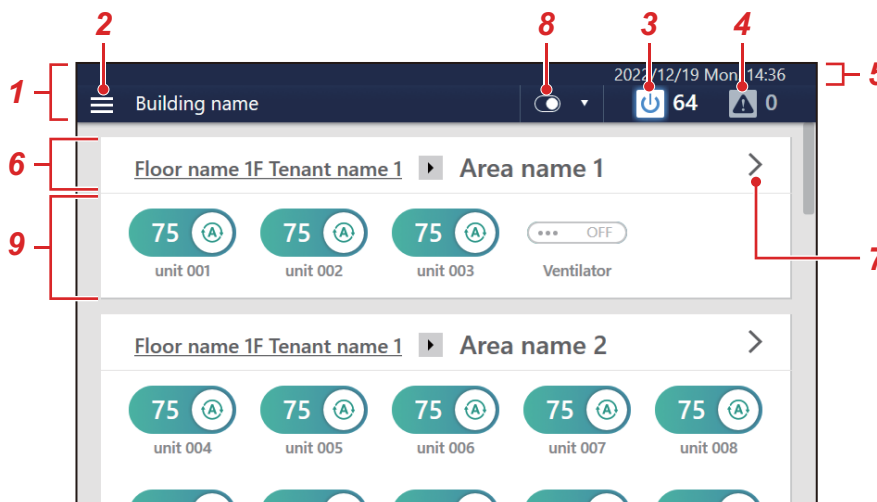 2 8 3 4
2022/12/19 Mon 14:36
5
1
Building name 64 0
6
Floor name 1F Tenant name 1 Area name 1
9
75 A 75 A 75 A OFF
7
unit 001 unit 002 unit 003 Ventilator
Floor name 1F Tenant name 1 Area name 2
75 A 75 A 75 A 75 A 75 A
unit 004 unit 005 unit 006 unit 007 unit 008